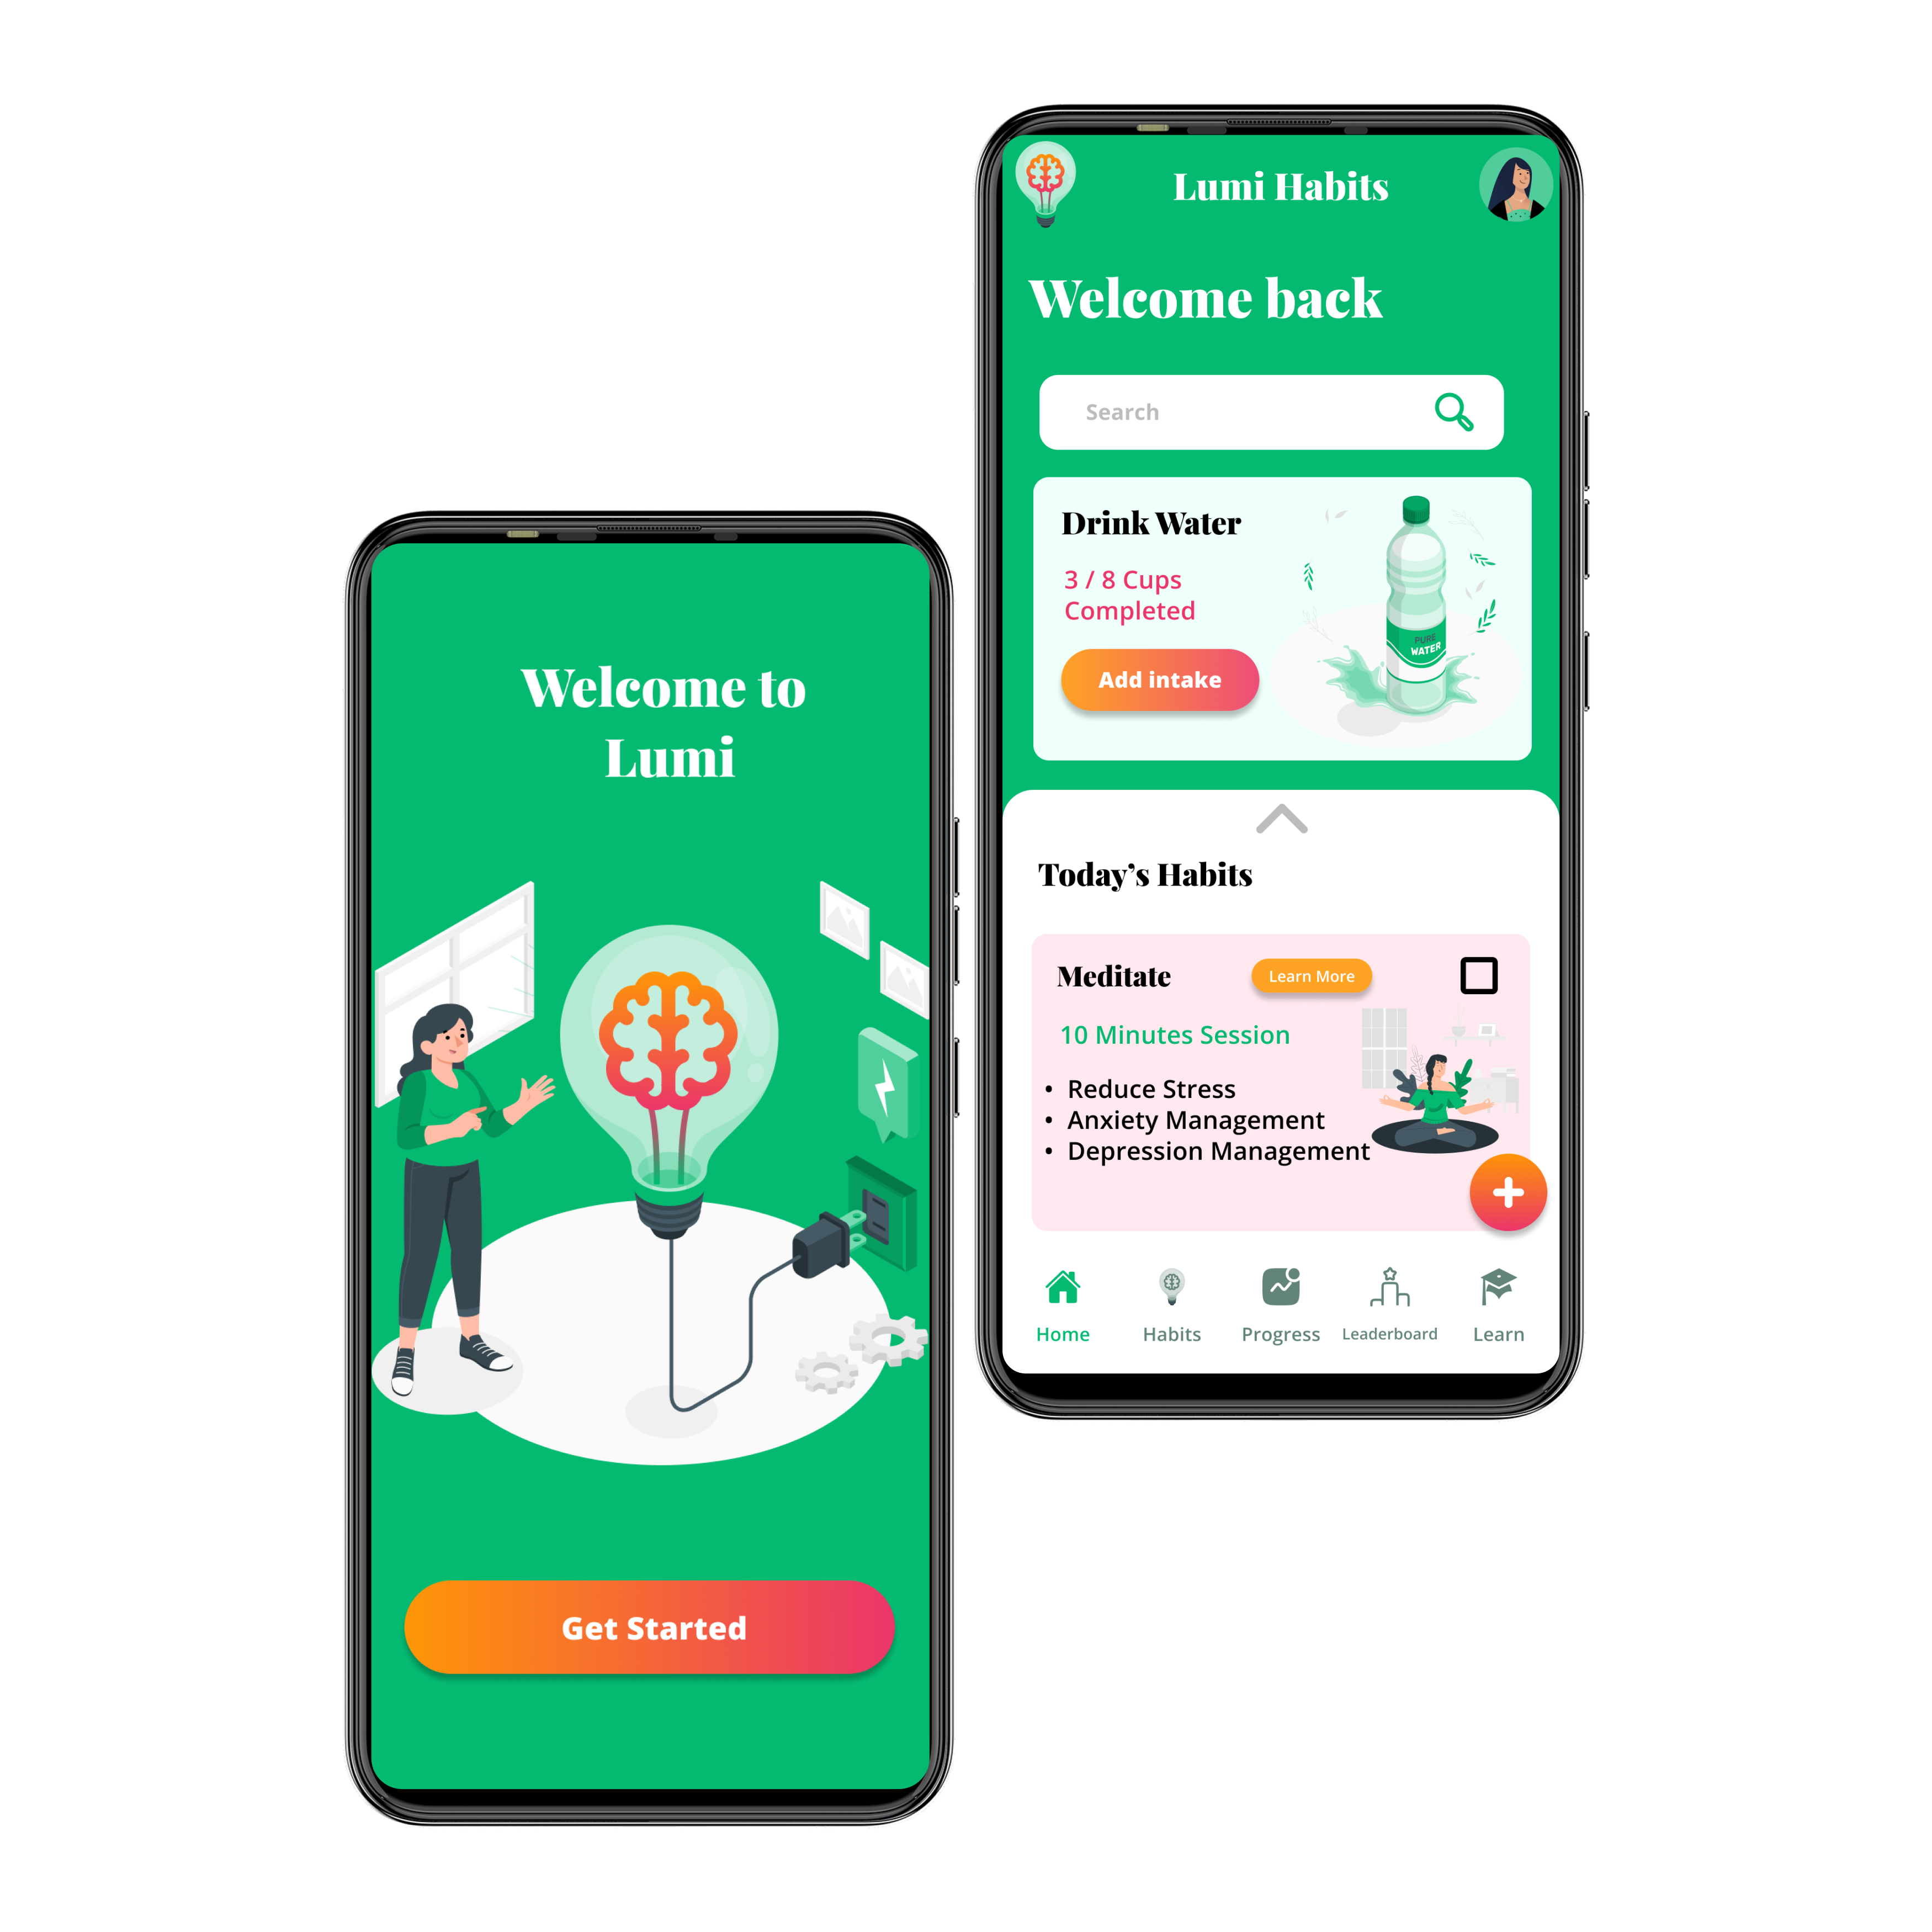 Welcome to
Lumi
Get Started
Lumi Habits
Welcome back
Search
Drink Water
3 / 8 Cups
Completed
Add intake
PURE
WATER
Today’s Habits
Meditate
Learn More
10 Minutes Session
• Reduce Stress
• Anxiety Management
• Depression Management
Home
Habits
Progress
Leaderboard
Learn